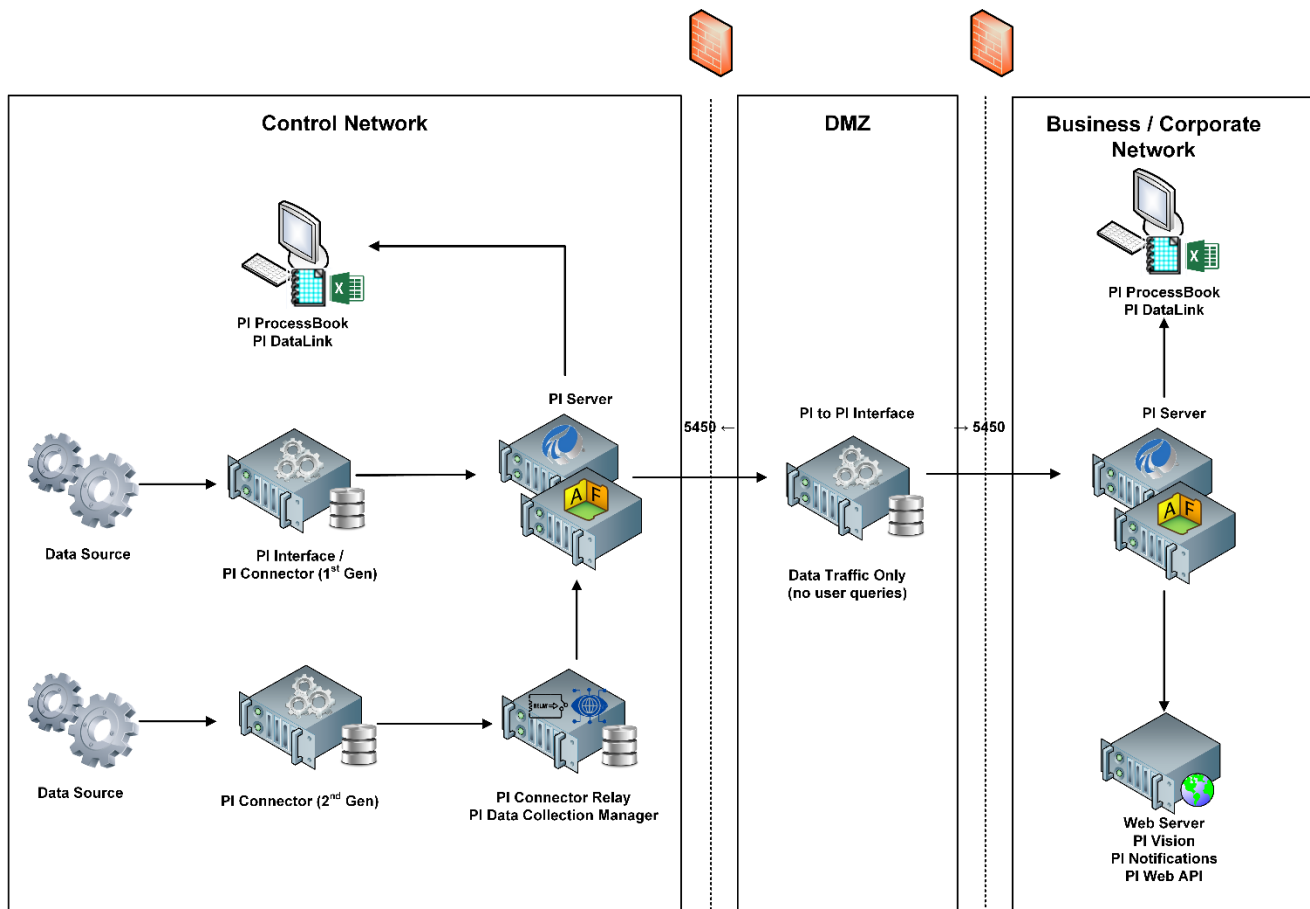 Control Network
DMZ
Business / Corporate
Network
X
PI ProcessBook
PI DataLink
X
PI ProcessBook
PI DataLink
PI Server
PI to PI Interface
PI Server
5450 ←
→ 5450
A F
A F
Data Source
PI Interface /
PI Connector (1st Gen)
Data Traffic Only
(no user queries)
RELAY
Data Source
PI Connector (2nd Gen)
PI Connector Relay
PI Data Collection Manager
Web Server
PI Vision
PI Notifications
PI Web API